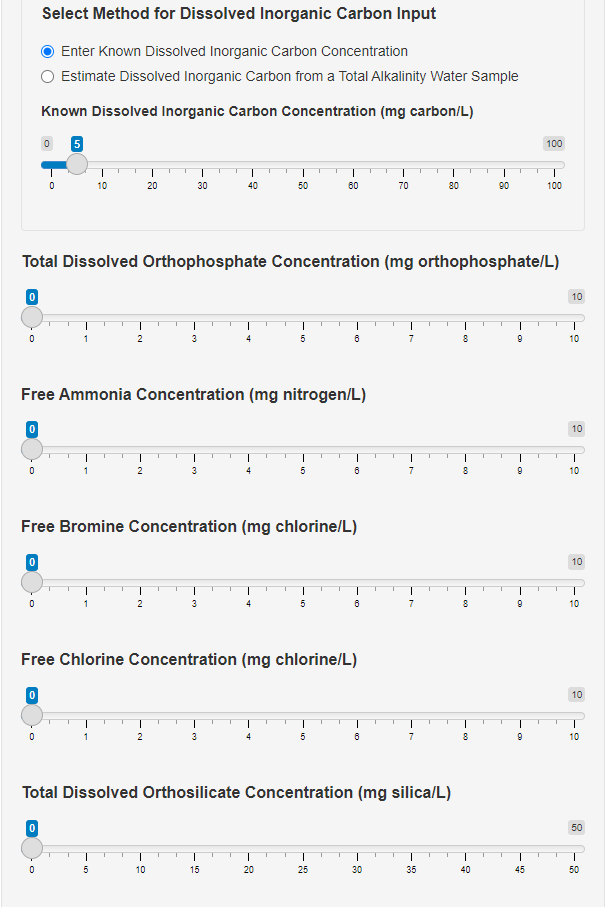 Select Method for Dissolved Inorganic Carbon Input
Enter Known Dissolved Inorganic Carbon Concentration
Estimate Dissolved Inorganic Carbon from a Total Alkalinity Water Sample
Known Dissolved Inorganic Carbon Concentration (mg carbon/L)
0 5 100
0 10 20 30 40 50 60 70 80 90 100
Total Dissolved Orthophosphate Concentration (mg orthophosphate/L)
0 10
0 1 2 3 4 5 6 7 8 9 10
Free Ammonia Concentration (mg nitrogen/L)
0 10
0 1 2 3 4 5 6 7 8 9 10
Free Bromine Concentration (mg chlorine/L)
0 10
0 1 2 3 4 5 6 7 8 9 10
Free Chlorine Concentration (mg chlorine/L)
0 10
0 1 2 3 4 5 6 7 8 9 10
Total Dissolved Orthosilicate Concentration (mg silica/L)
0 50
0 5 10 15 20 25 30 35 40 45 50